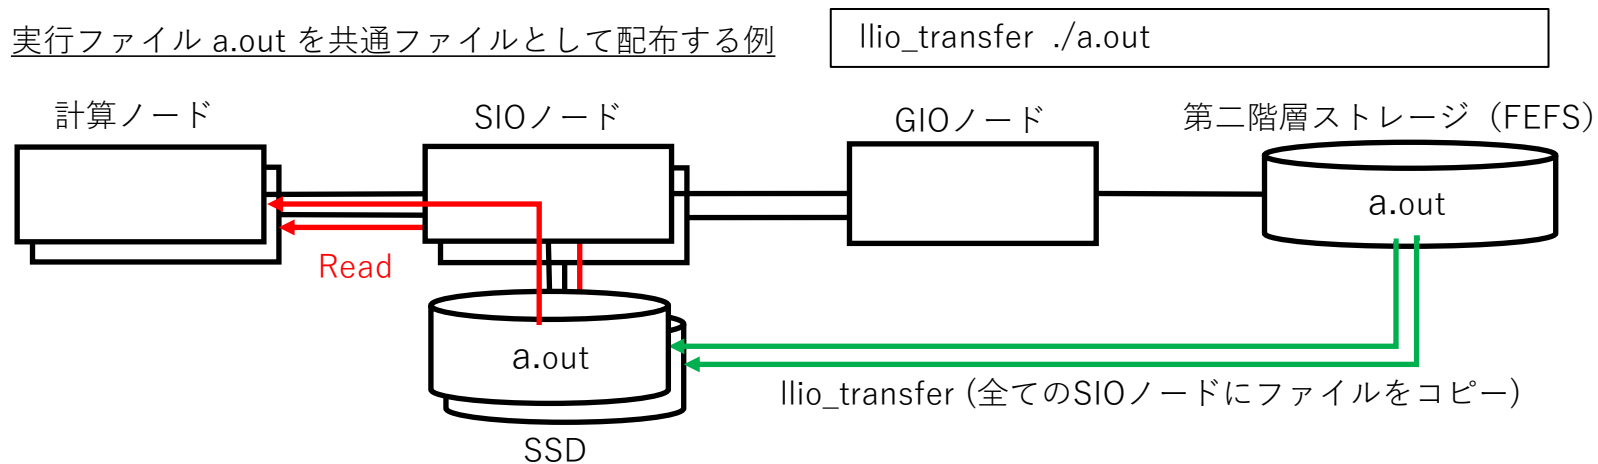 実行ファイル a.out を共通ファイルとして配布する例
llio_transfer ./a.out
計算ノード
SIOノード
GIOノード
第二階層ストレージ（FEFS）
a.out
Read
a.out
llio_transfer (全てのSIOノードにファイルをコピー)
SSD